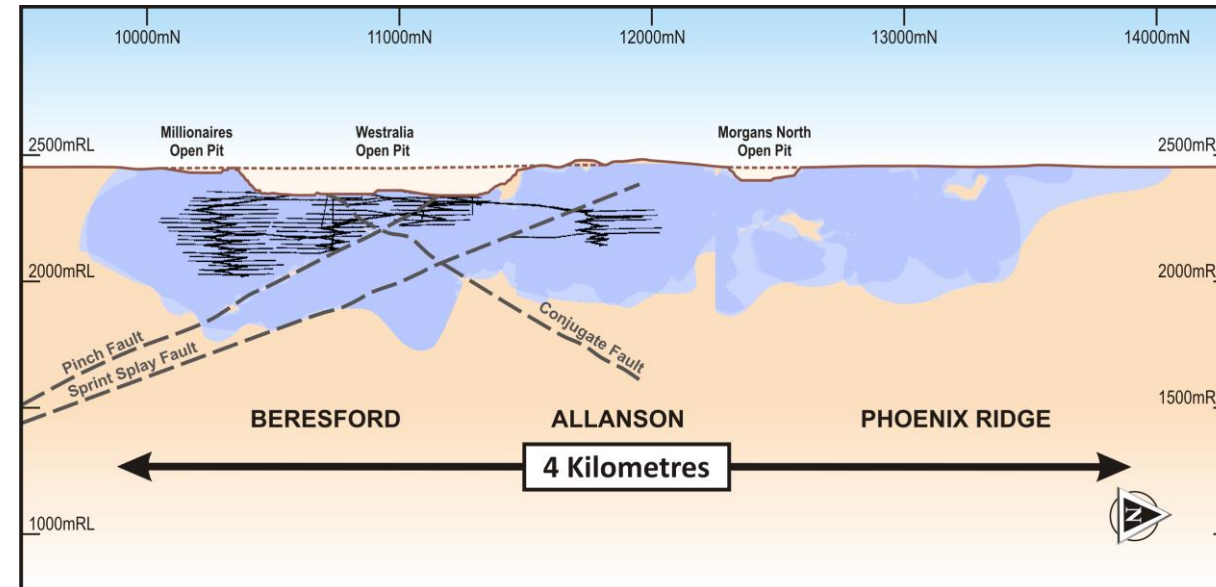 10000mN
11000mN
12000mN
13000mN
14000mN
2500mRL
Millionaires
Open Pit
Westralia
Open Pit
Morgans North
Open Pit
2500mRL
2000mRL
2000mRL
Pinch Fault
Sprint Splay Fault
Conjugate Fault
1500mR
BERESFORD
ALLANSON
PHOENIX RIDGE
4 Kilometres
N
1000mRL